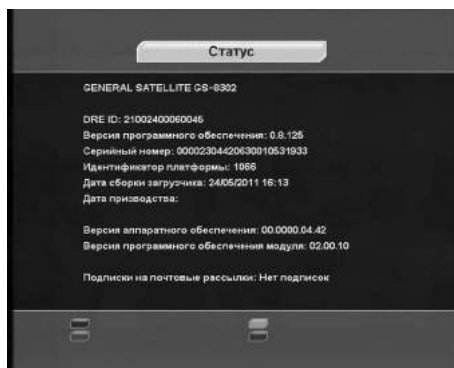 Статус
GENERAL SATELLITE GS-8302
DRE ID: 21002400060045
Версия программного обеспечения: 0.8.125
Серийный номер: 00002304420630010531933
Идентификатор платформы: 1066
Дата сборки загрузчика: 24/05/2011 16:13
Дата призводства:
Версия аппаратного обеспечения: 00.0000.04.42
Версия программного обеспечения модуля: 02.00.10
Подписки на почтовые рассылки: Нет подписок